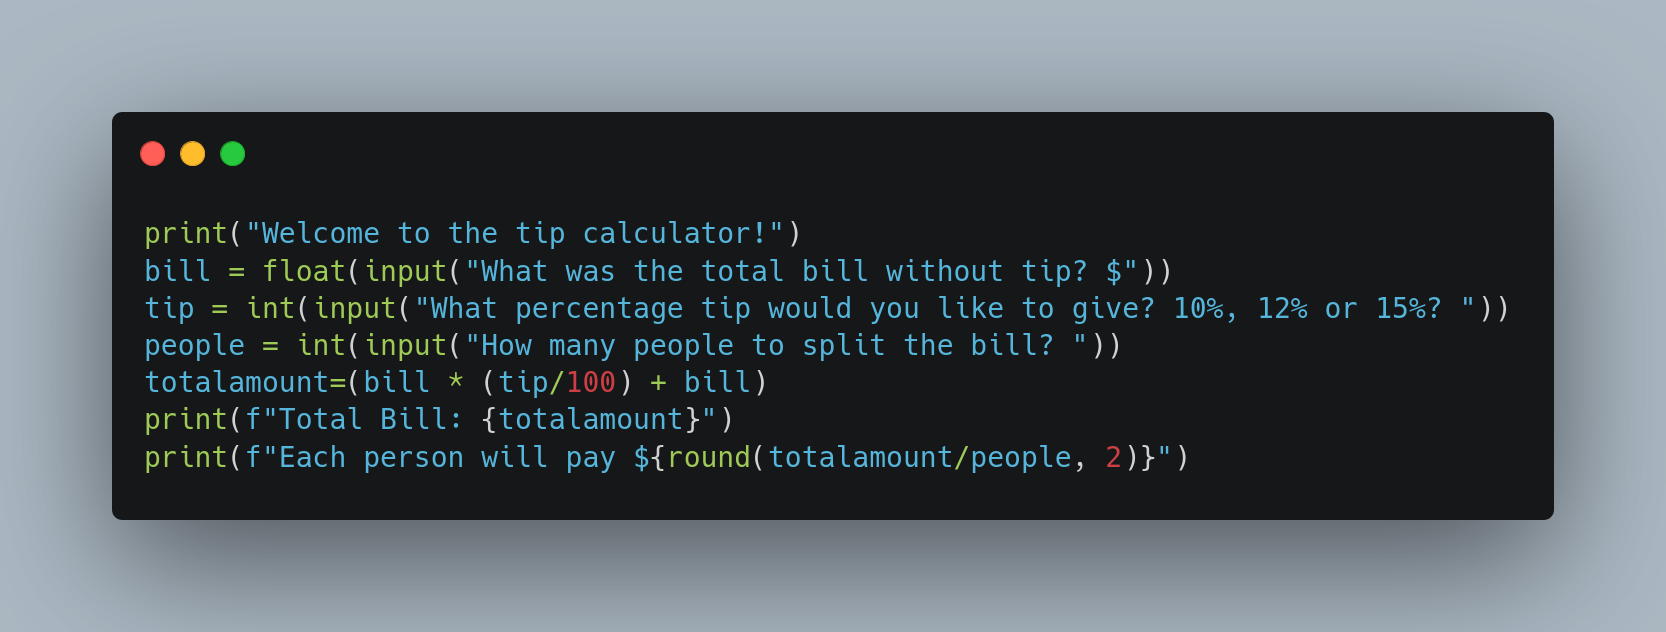 print("Welcome to the tip calculator!")
bill = float(input("What was the total bill without tip? $"))
tip = int(input("What percentage tip would you like to give? 10%, 12% or 15%? "))
people = int(input("How many people to split the bill? "))
totalamount=(bill * (tip/100) + bill)
print(f"Total Bill: {totalamount}")
print(f"Each person will pay ${round(totalamount/people, 2)}")